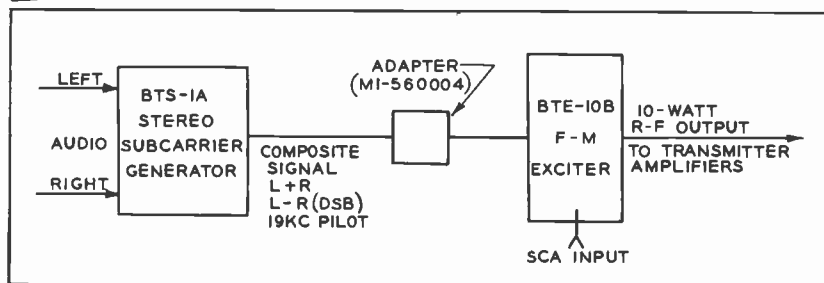 LEFT
AUDIO
RIGHT
BTS-1A
STEREO
SUBCARRIER
GENERATOR
COMPOSITE
SIGNAL
L+R
L-R(DSB)
19KC PILOT
ADAPTER
(MI-560004)
BTE-10B
F-M
EXCITER
SCA INPUT
10-WATT
R-F OUTPUT
TO TRANSMITTER
AMPLIFIERS